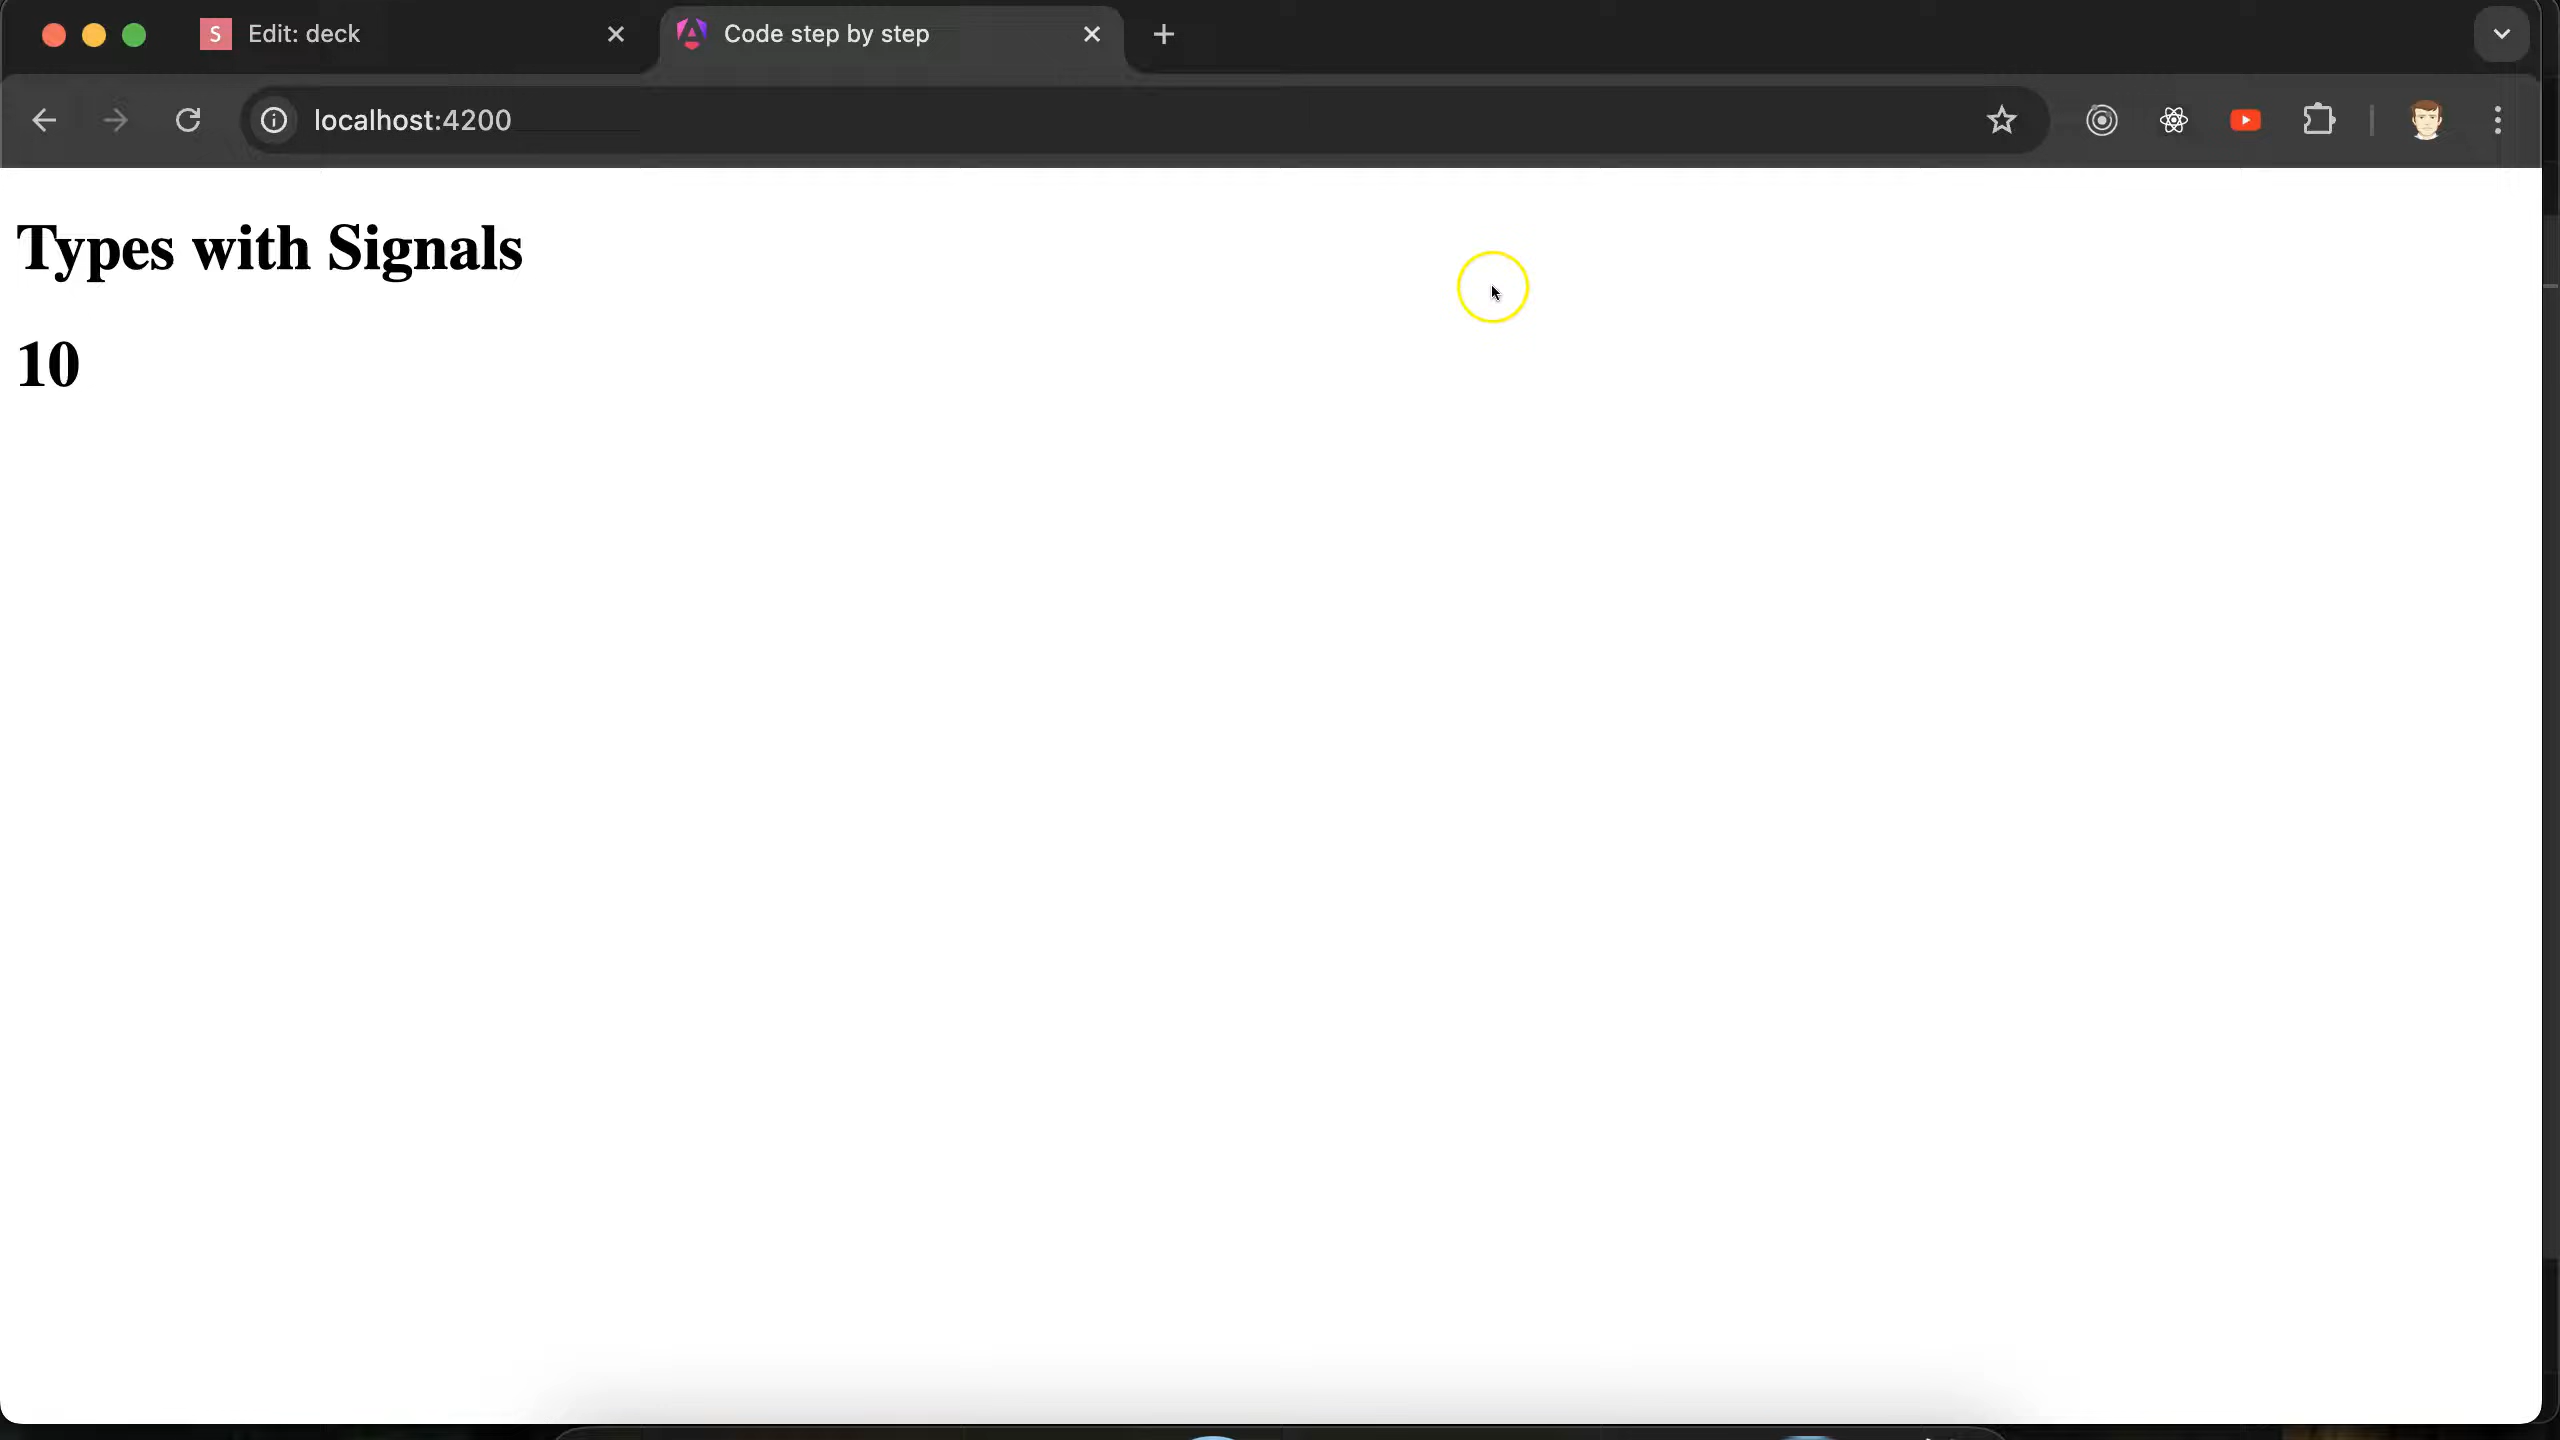 S Edit: deck
Code step by step
localhost:4200
Types with Signals
10